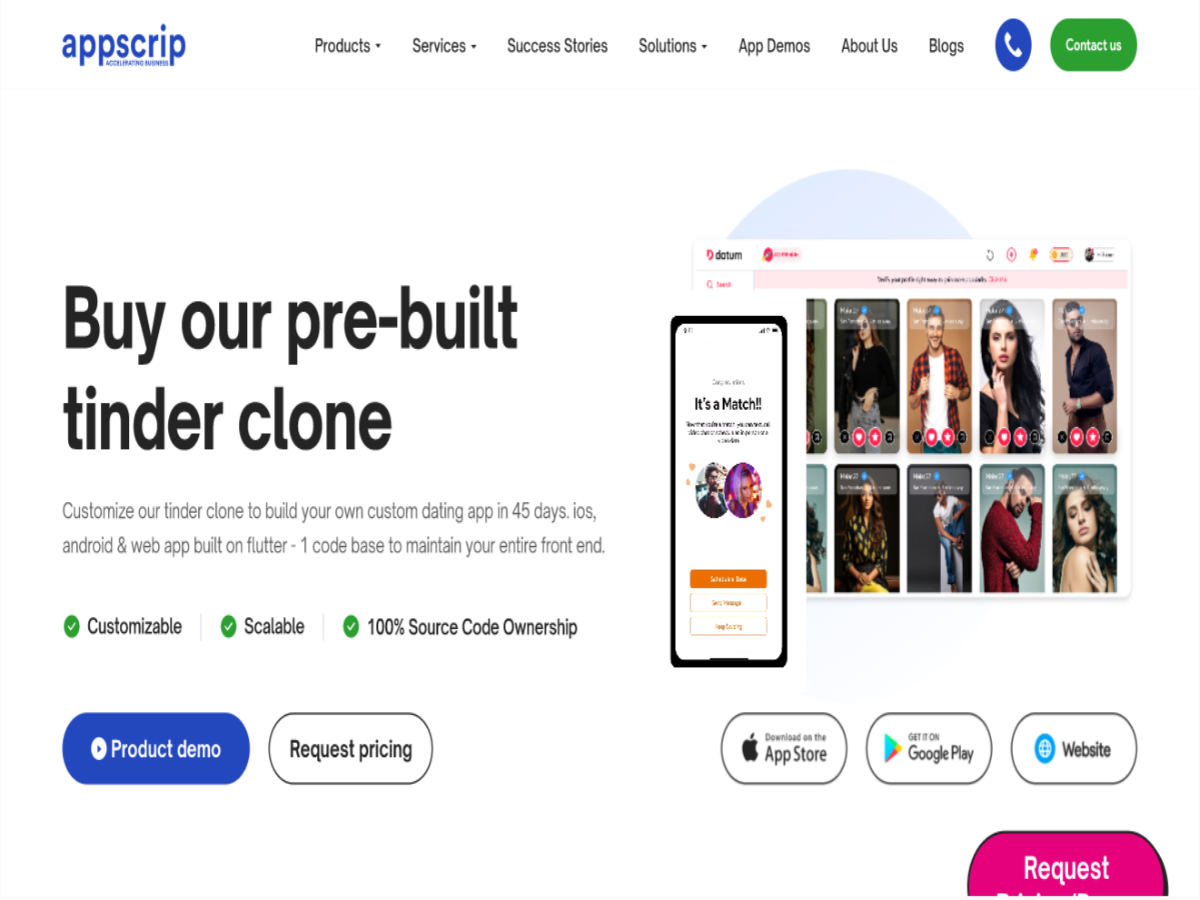 appscrip
ACCELERATING BUSINESS
Products
Services
Success Stories
Solutions
App Demos
About Us
Blogs
Contact us
Buy our pre-built
tinder clone
Customize our tinder clone to build your own custom dating app in 45 days. ios,
android & web app built on flutter - 1 code base to maintain your entire front end.
Customizable
Scalable
100% Source Code Ownership
Product demo
Request pricing
datum
Search
It's a Match!!
Schedule a Date
Send Message
Download on the
App Store
GET IT ON
Google Play
Website
Request